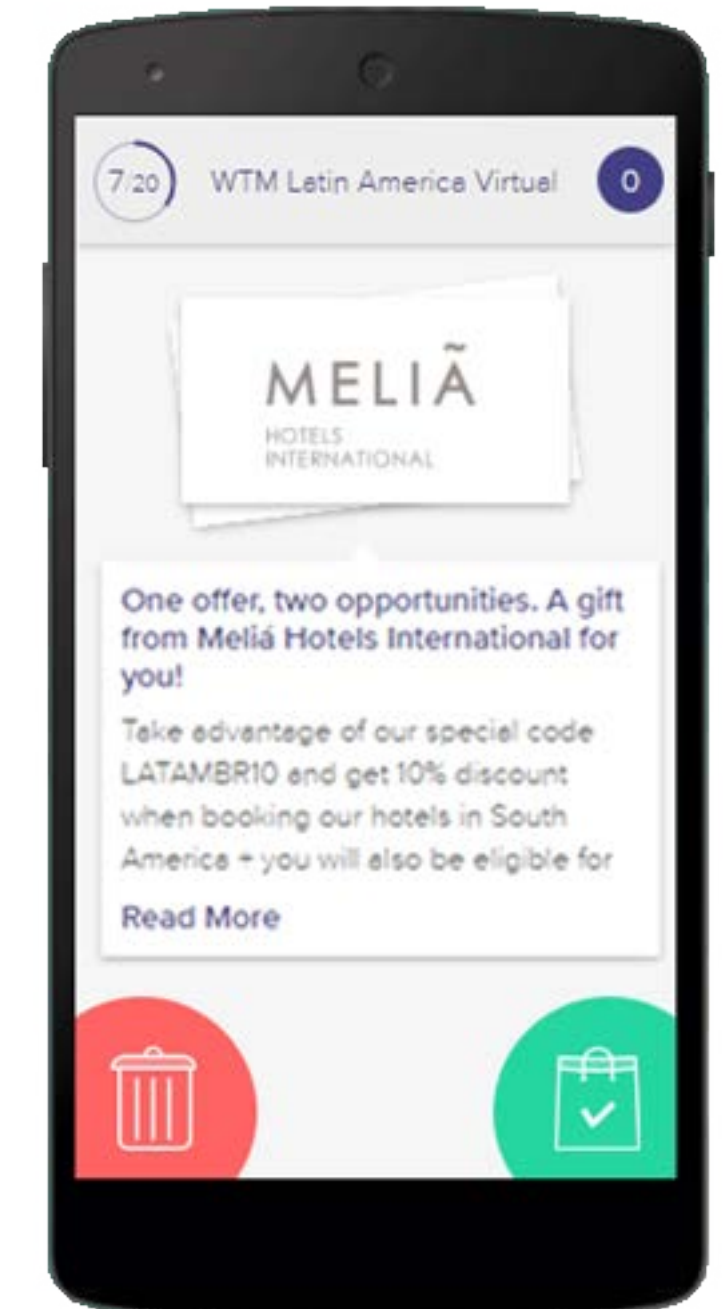 7/20 WTM Latin America Virtual 0
MELIÃ
HOTELS
INTERNATIONAL
One offer, two opportunities. A gift
from Meliá Hotels International for
you!
Take advantage of our special code
LATAMBR10 and get 10% discount
when booking our hotels in South
America + you will also be eligible for
Read More